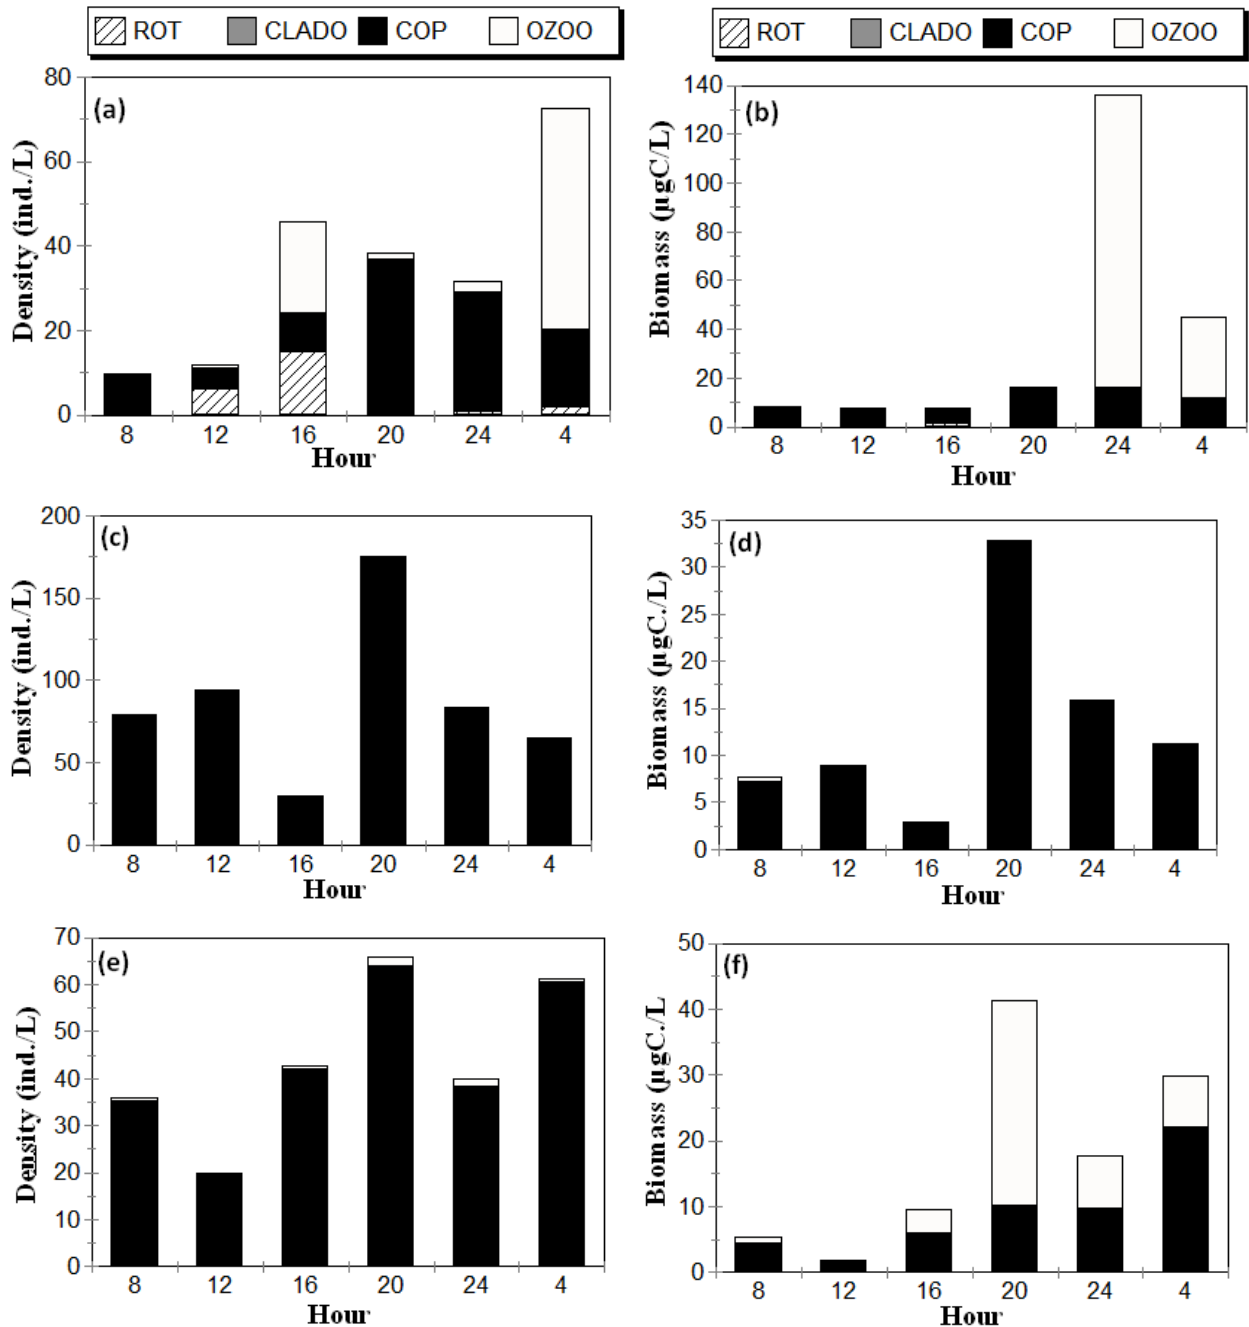 ROT CLADO COP OZOO
ROT CLADO COP OZOO
(a)
Density (ind./L)
80
60
40
20
0
8 12 16 20 24 4
Hour
(b)
Biomass (µgC/L)
140
120
100
80
60
40
20
0
8 12 16 20 24 4
Hour
(c)
Density (ind./L)
200
150
100
50
0
8 12 16 20 24 4
Hour
(d)
Biomass (µgC./L)
35
30
25
20
15
10
5
0
8 12 16 20 24 4
Hour
(e)
Density (ind./L)
70
60
50
40
30
20
10
0
8 12 16 20 24 4
Hour
(f)
Biomass (µgC./L
50
40
30
20
10
0
8 12 16 20 24 4
Hour